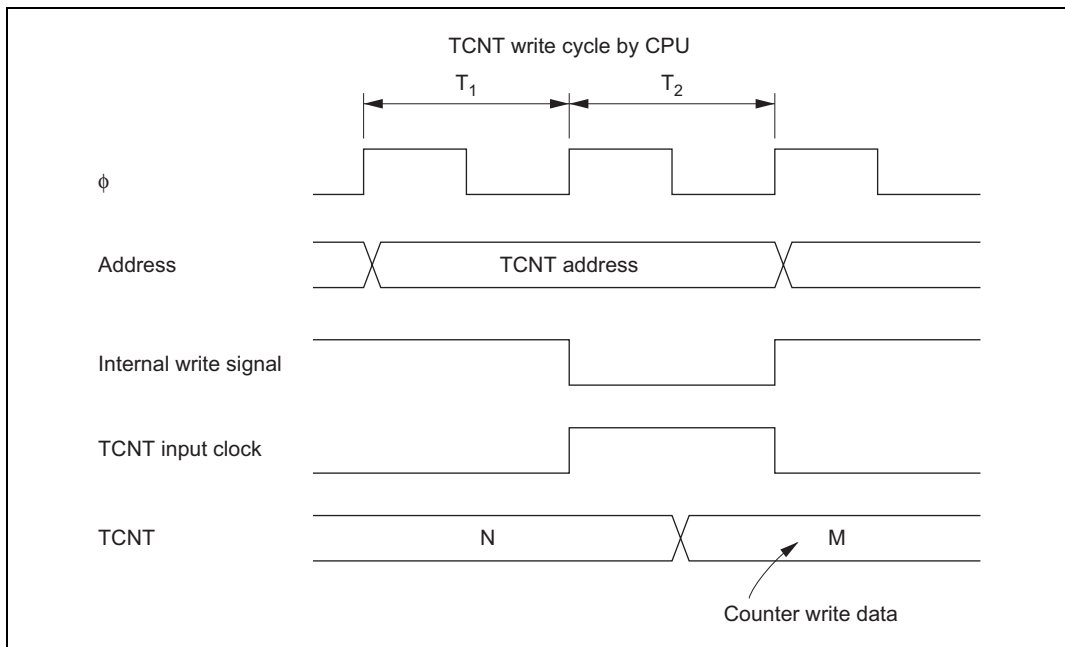 TCNT write cycle by CPU
T1 T2
ϕ
Address TCNT address
Internal write signal
TCNT input clock
TCNT N M
Counter write data